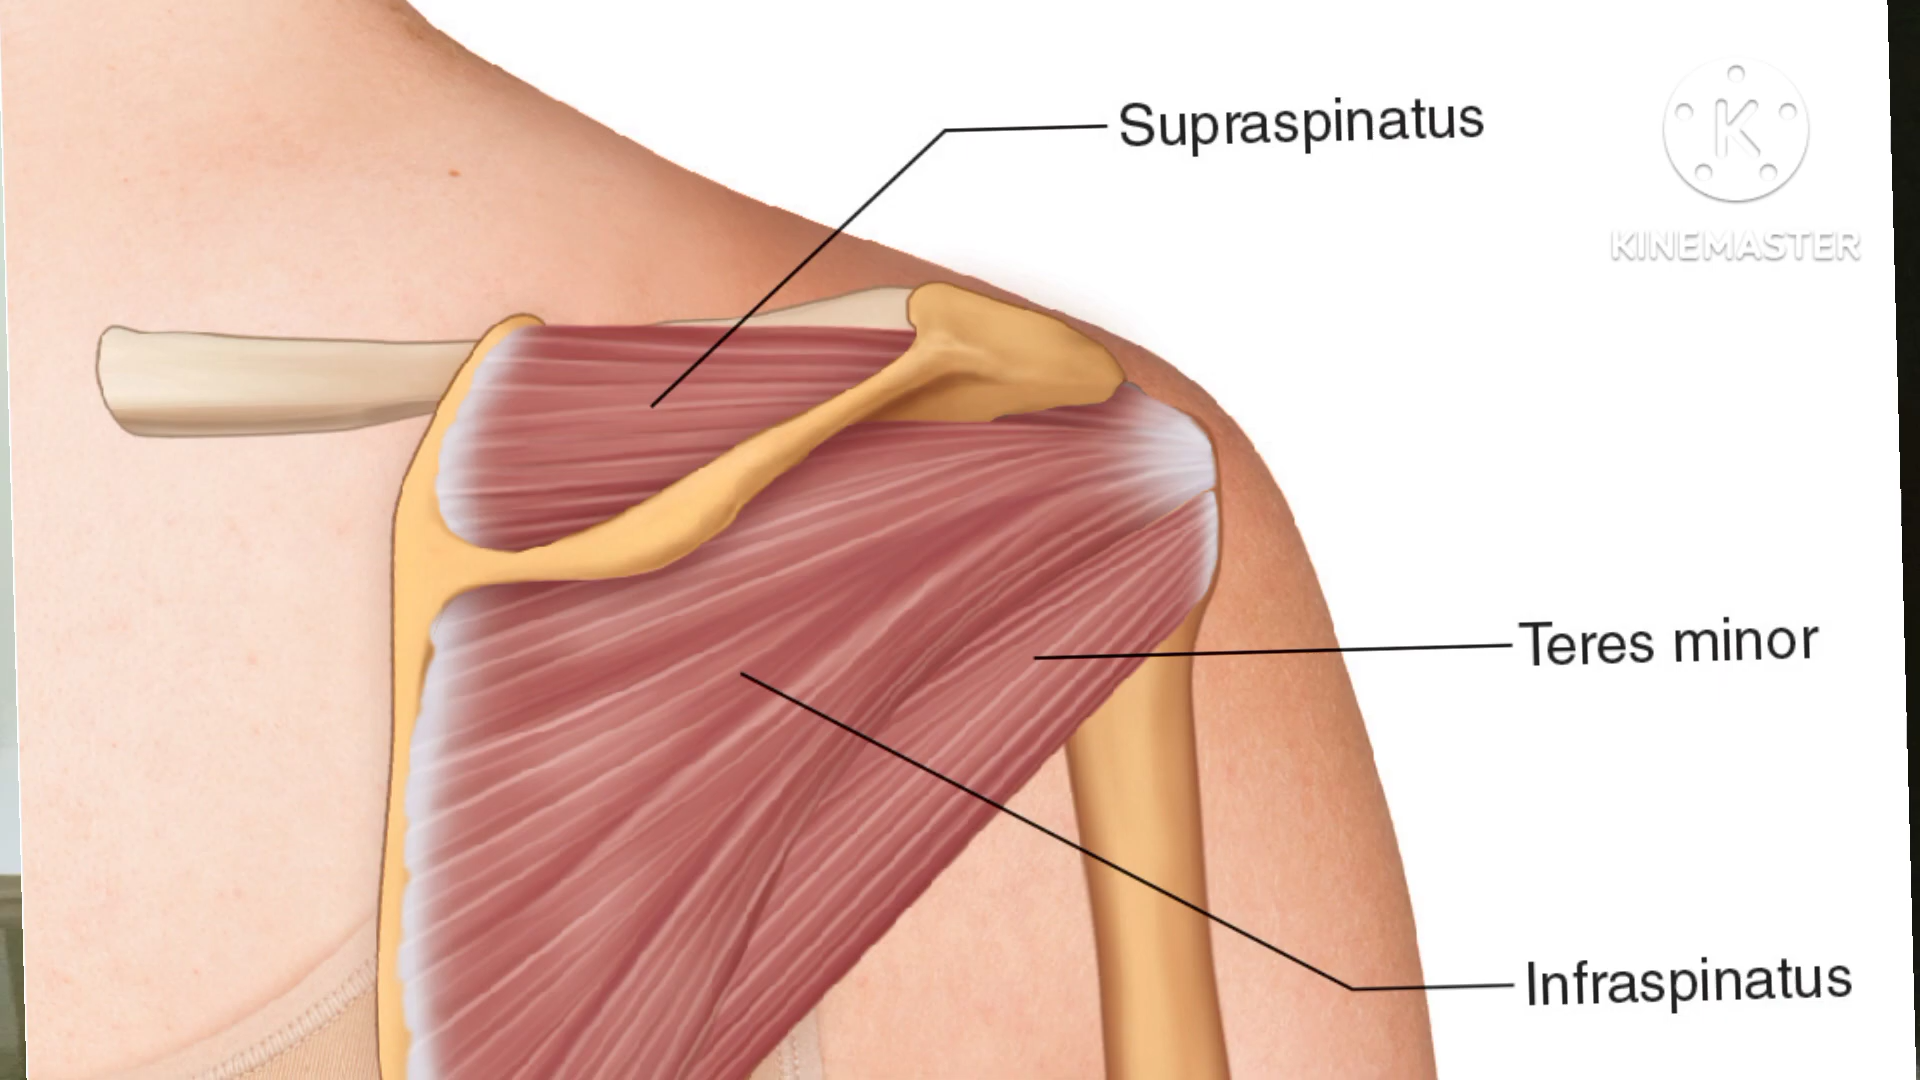 Supraspinatus
K
KINEMASTER
Teres minor
Infraspinatus